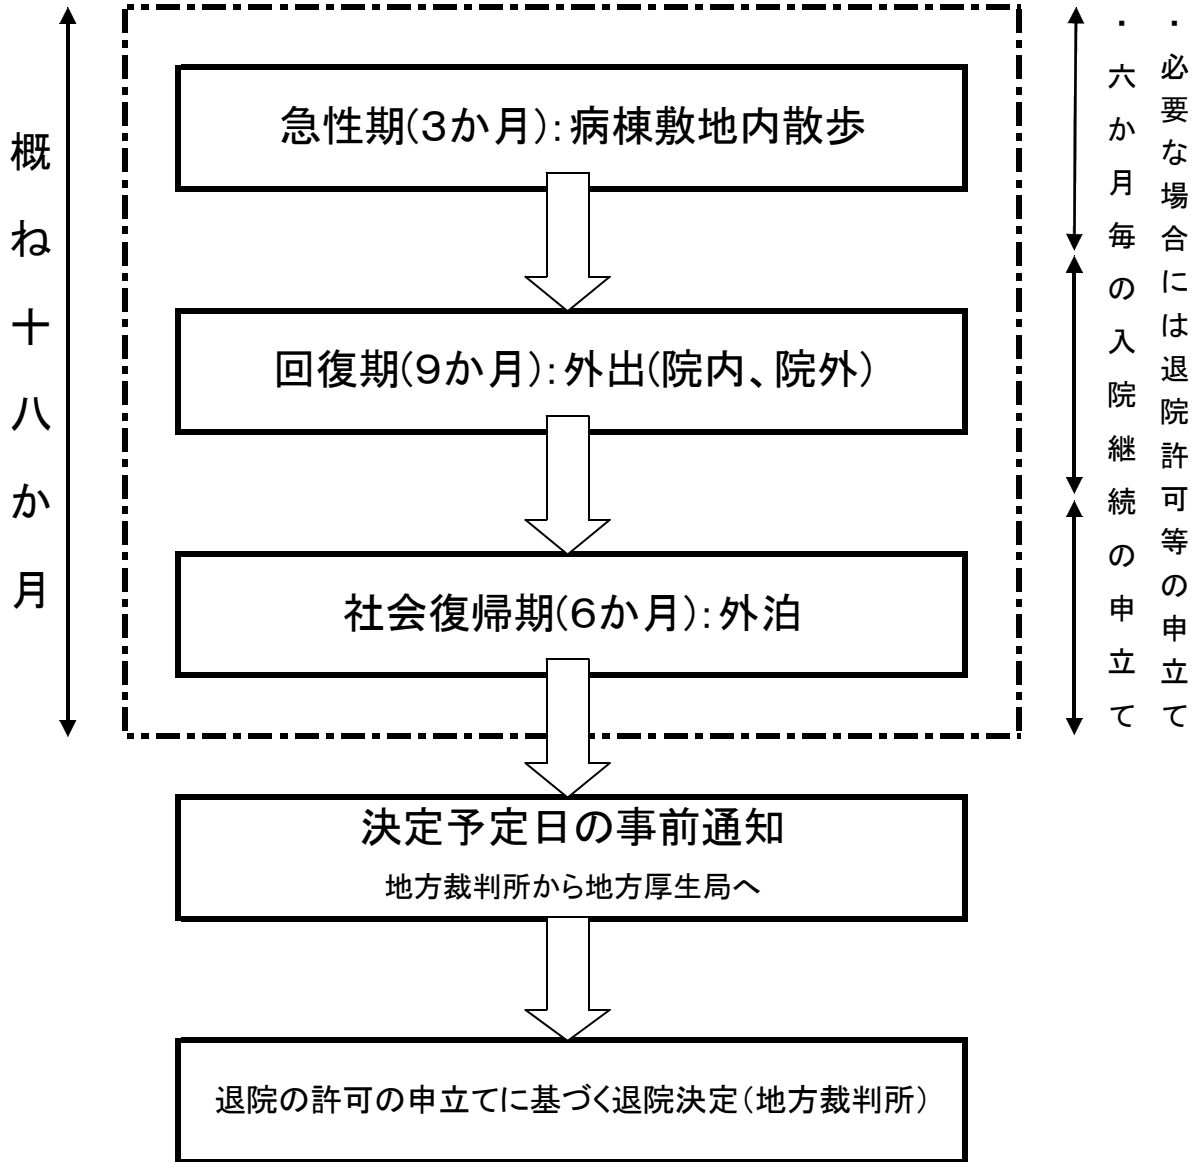 概ね十八か月
急性期(3か月):病棟敷地内散歩
回復期(9か月):外出(院内、院外)
社会復帰期(6か月):外泊
・必要な場合には退院許可等の申立て
・六か月毎の入院継続の申立て
決定予定日の事前通知
地方裁判所から地方厚生局へ
退院の許可の申立てに基づく退院決定(地方裁判所)